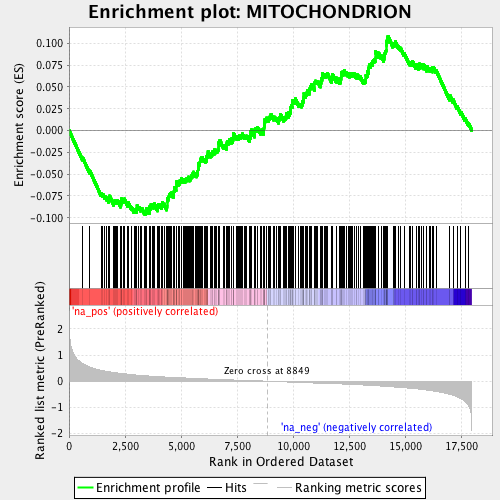 Enrichment plot: MITOCHONDRION
Enrichment score (ES)
0.100
0.075
0.050
0.025
0.000
-0.025
-0.050
-0.075
-0.100
'na_pos' (positively correlated)
Ranked list metric (PreRanked)
2
1
0
-1
-2
Zero cross at 8849
'na_neg' (negatively correlated)
0
2,500
5,000
7,500
10,000
12,500
15,000
17,500
Rank in Ordered Dataset
Enrichment profile
Hits
Ranking metric scores